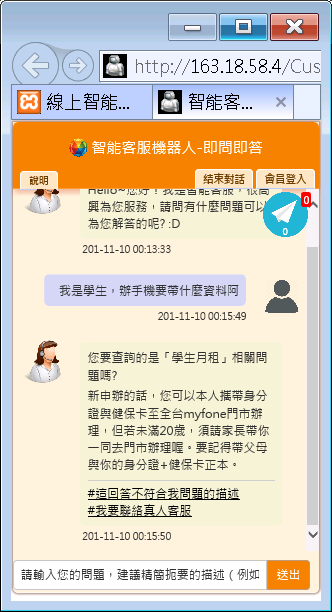 http://163.18.58.4/Cus
線上智能...
智能客...
智能客服機器人-即問即答
說明
結束對話
會員登入
Hello~您好！我是智能客服，很高
興為您服務，請問有什麼問題可以
為您解答的呢? :D
0
0
201-11-10 00:13:33
我是學生，辦手機要帶什麼資料阿
201-11-10 00:15:49
您要查詢的是「學生月租」相關問
題嗎?
新申辦的話，您可以本人攜帶身分
證與健保卡至全台myfone門市辦
理，但若未滿20歲，須請家長帶你
一同去門市辦理喔。要記得帶父母
與你的身分證+健保卡正本。
#這回答不符合我問題的描述
#我要聯絡真人客服
201-11-10 00:15:50
請輸入您的問題，建議精簡扼要的描述（例如
送出